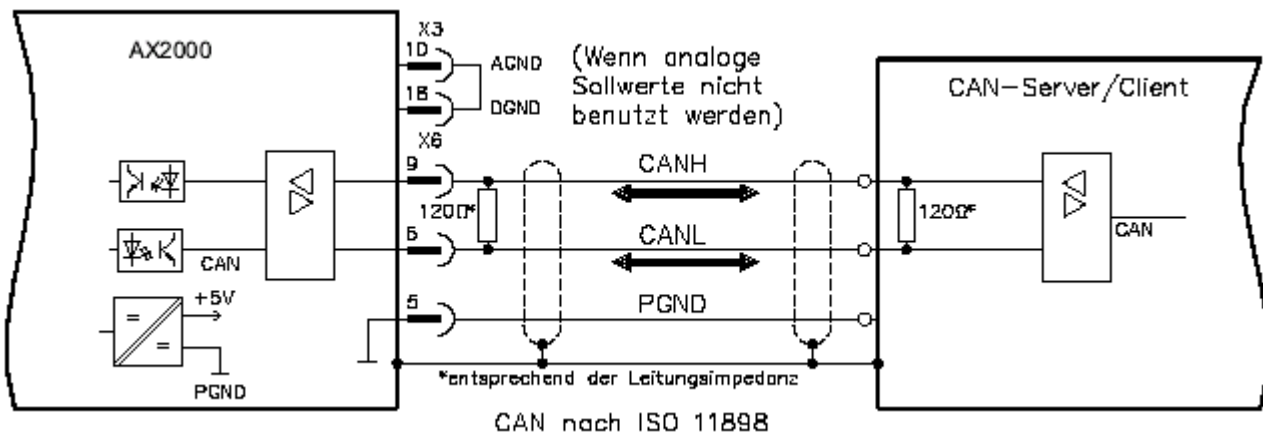 AX2000
X3
10
AGND
18
DGND
(Wenn analoge
Sollwerte nicht
benutzt werden)
CAN-Server/Client
X6
9
CANH
120Ω*
120Ω*
6
CANL
CAN
CAN
+5V
5
PGND
PGND
*entsprechend der Leitungsimpedanz
CAN nach ISO 11898